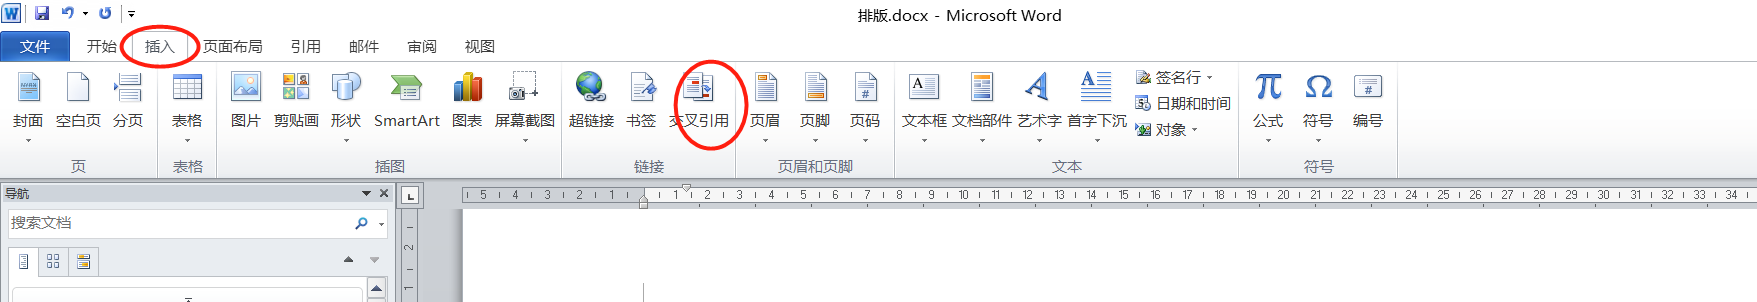 排版.docx - Microsoft Word
文件 开始 插入 页面布局 引用 邮件 审阅 视图
封面 空白页 分页 表格 图片 剪贴画 形状 SmartArt 图表 屏幕截图 超链接 书签 交叉引用 页眉 页脚 页码 文本框 文档部件 艺术字 首字下沉 签名行 日期和时间 对象 公式 符号 编号
页 表格 插图 链接 页眉和页脚 文本 符号
导航
5 4 3 2 1 1 2 3 4 5 6 7 8 9 10 11 12 13 14 15 16 17 18 19 20 21 22 23 24 25 26 27 28 29 30 31 32 33 34
搜索文档
2
1